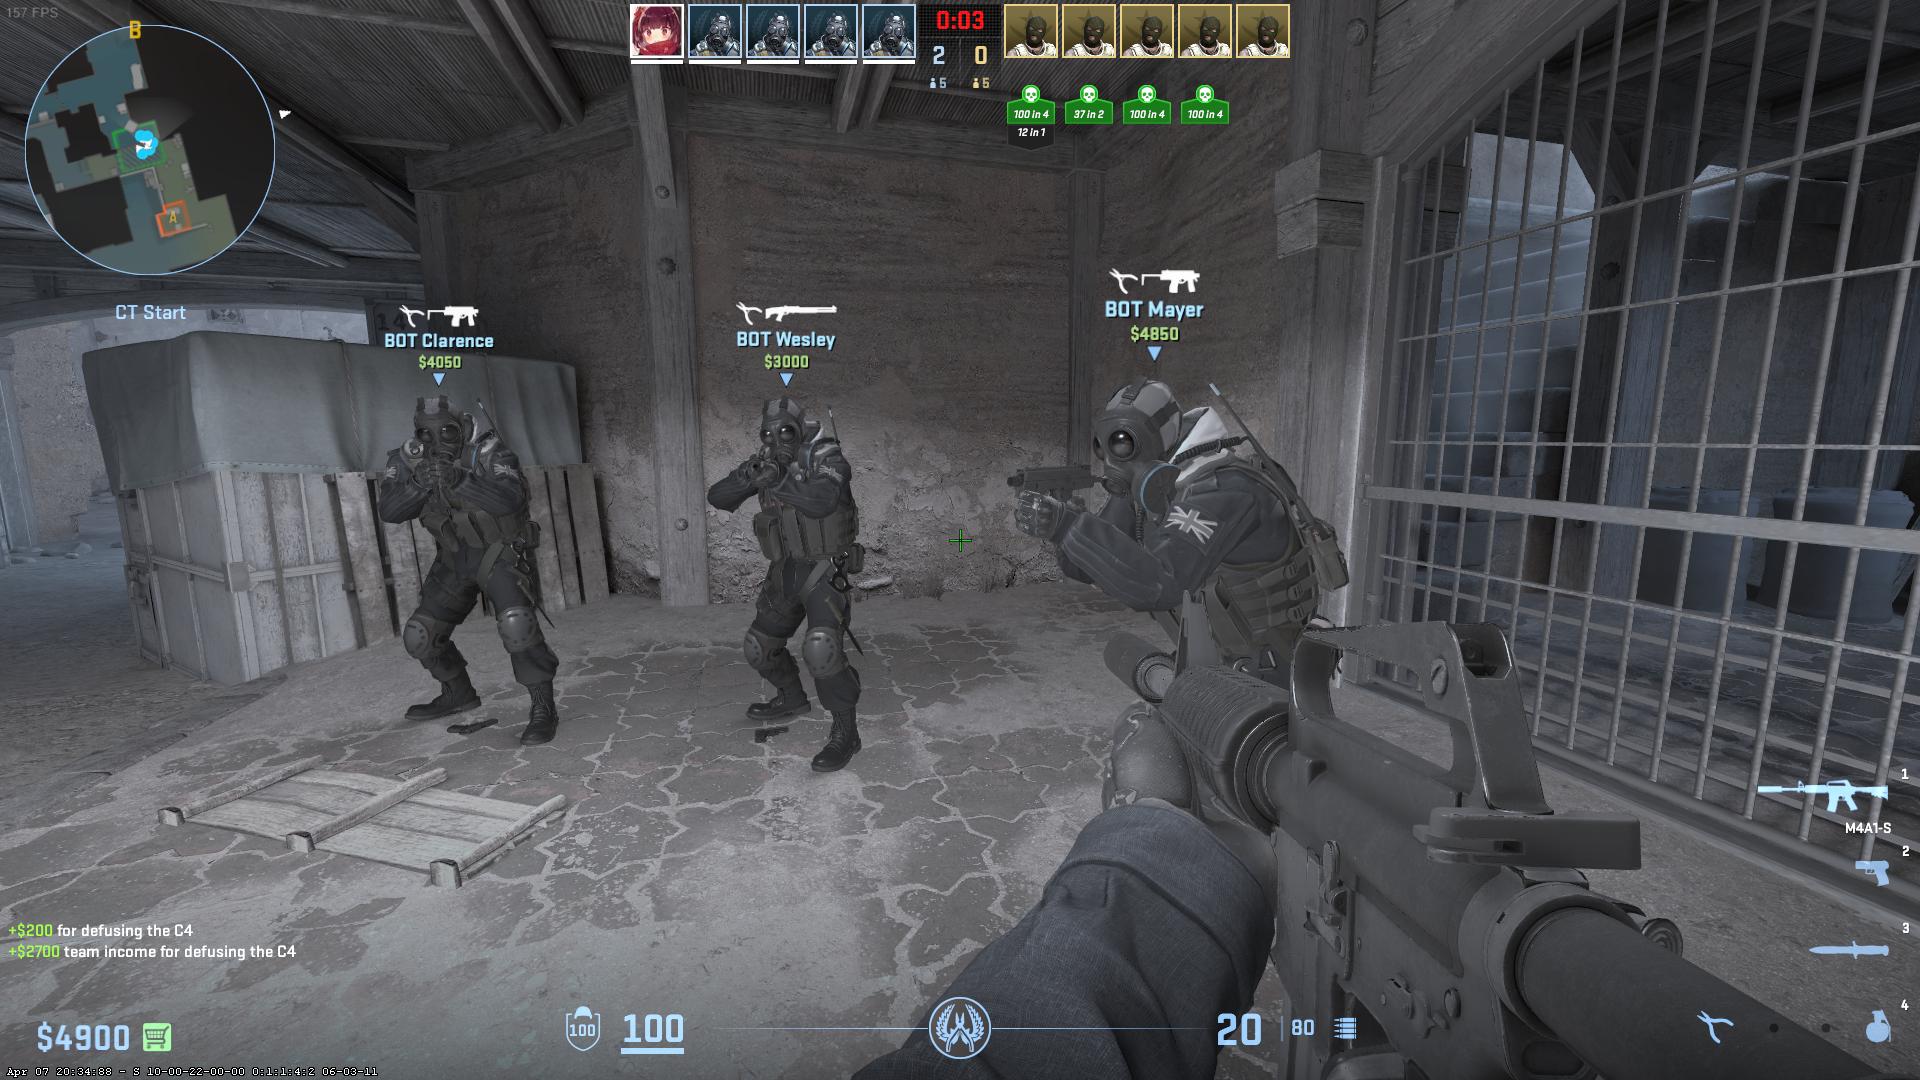 157 FPS
B
0:03
2
0
5
5
100 in 4
37 in 2
100 in 4
100 in 4
12 in 1
A
CT Start
BOT Clarence
$4050
BOT Wesley
$3000
BOT Mayer
$4850
1
M4A1-S
2
3
4
+$200 for defusing the C4
+$2700 team income for defusing the C4
$4900
100
100
20
80
Apr 07 20:34:88 - S 10-00-22-00-00 0:1:1:4:2 06-03-11